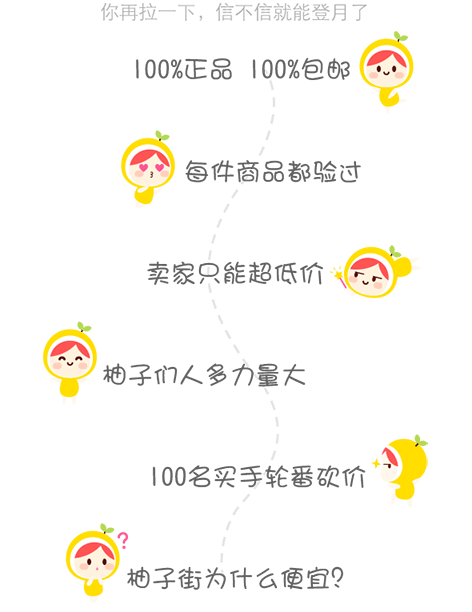 你再拉一下，信不信就能登月了
100%正品 100%包邮
每件商品都验过
卖家只能超低价
柚子们人多力量大
100名买手轮番砍价
?
柚子街为什么便宜?